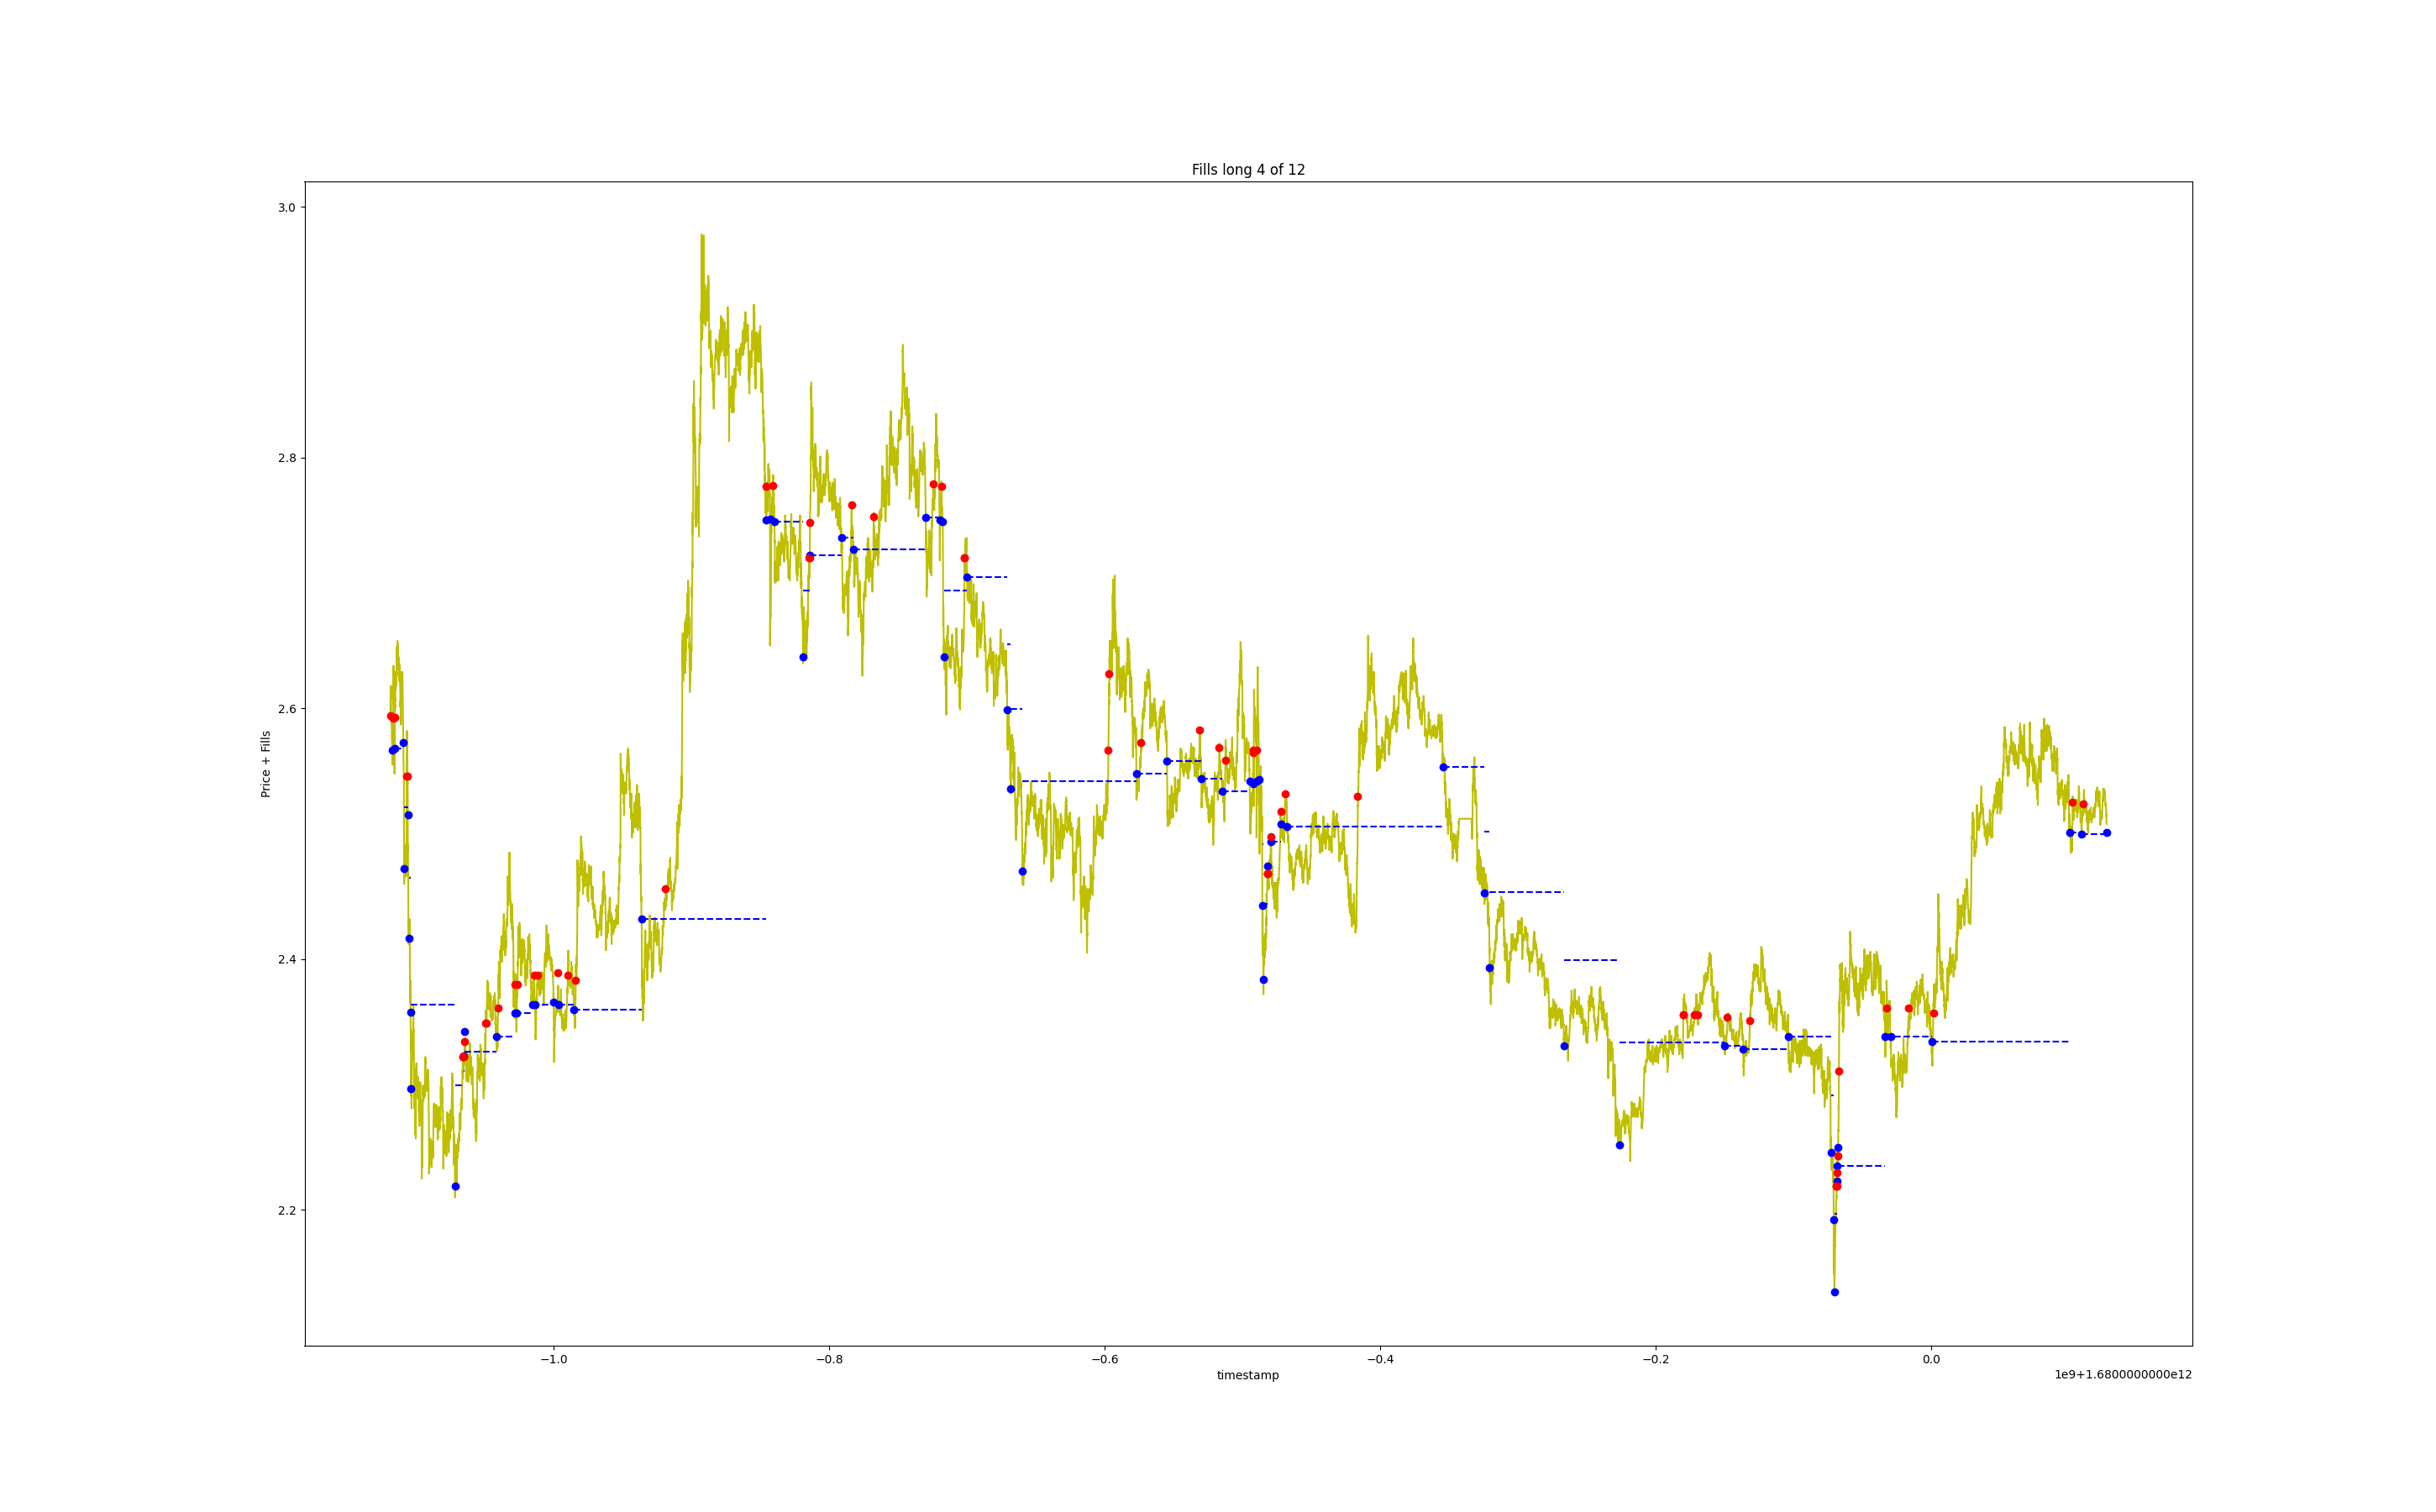 Fills long 4 of 12
3.0
2.8
2.6
2.4
2.2
Price + Fills
−1.0 −0.8 −0.6 −0.4 −0.2 0.0
timestamp
1e9+1.6800000000e12